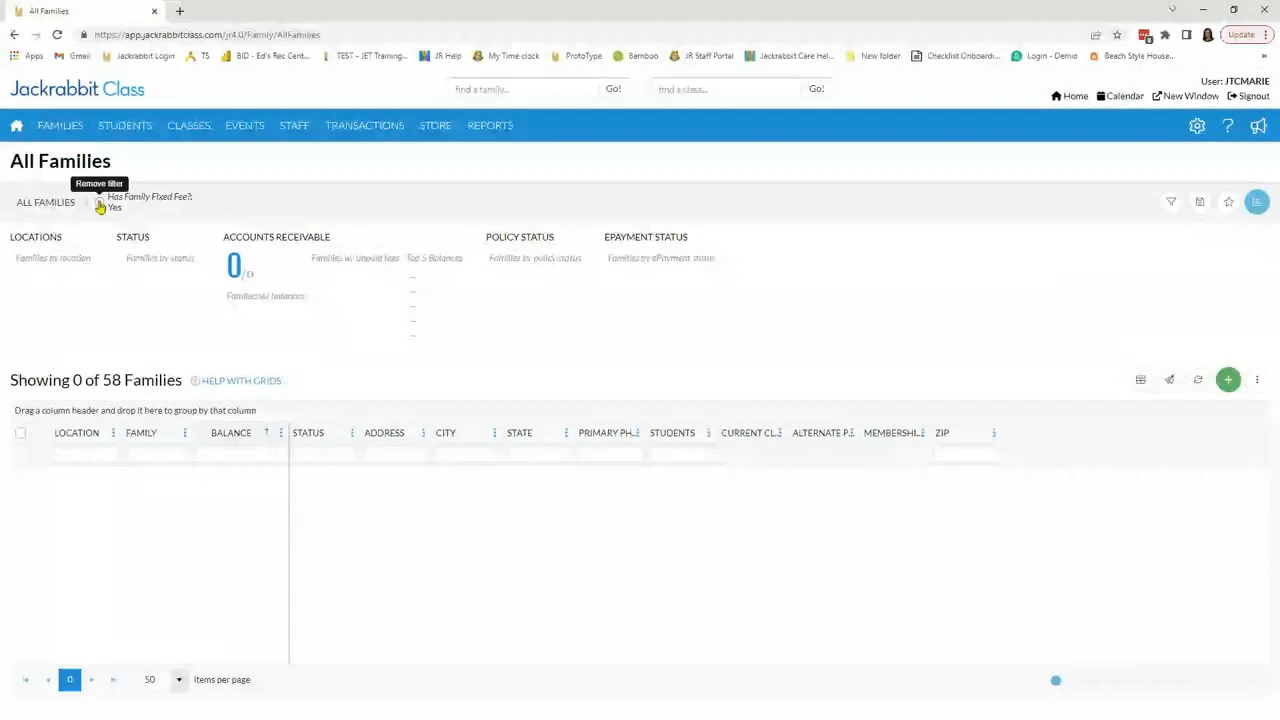 All Families
https://app.jackrabbitclass.com/jr4.0/Family/AllFamilies
Update
Apps Gmail Jackrabbit Login TS BID - Ed's Rec Cent... TEST - JET Training... JR Help My Time clock ProtoType Bamboo JR Staff Portal Jackrabbit Care Hel... New folder Checklist Onboardi... Login - Demo Beach Style House... »
User: JTCMARIE
Jackrabbit Class find a family... Go! find a class... Go!
Home Calendar New Window Signout
FAMILIES STUDENTS CLASSES EVENTS STAFF TRANSACTIONS STORE REPORTS ?
All Families
Remove filter
ALL FAMILIES Has Family Fixed Fee?:
Yes
LOCATIONS STATUS ACCOUNTS RECEIVABLE POLICY STATUS EPAYMENT STATUS
Families by location Families by status 0/0 Families w/ unpaid fees Top 5 Balances Families by policy status Families by ePayment status
Families w/ balances
Showing 0 of 58 Families HELP WITH GRIDS
Drag a column header and drop it here to group by that column
LOCATION FAMILY BALANCE ↑ STATUS ADDRESS CITY STATE PRIMARY PH... STUDENTS CURRENT CL... ALTERNATE P... MEMBERSHI... ZIP
0 50 items per page